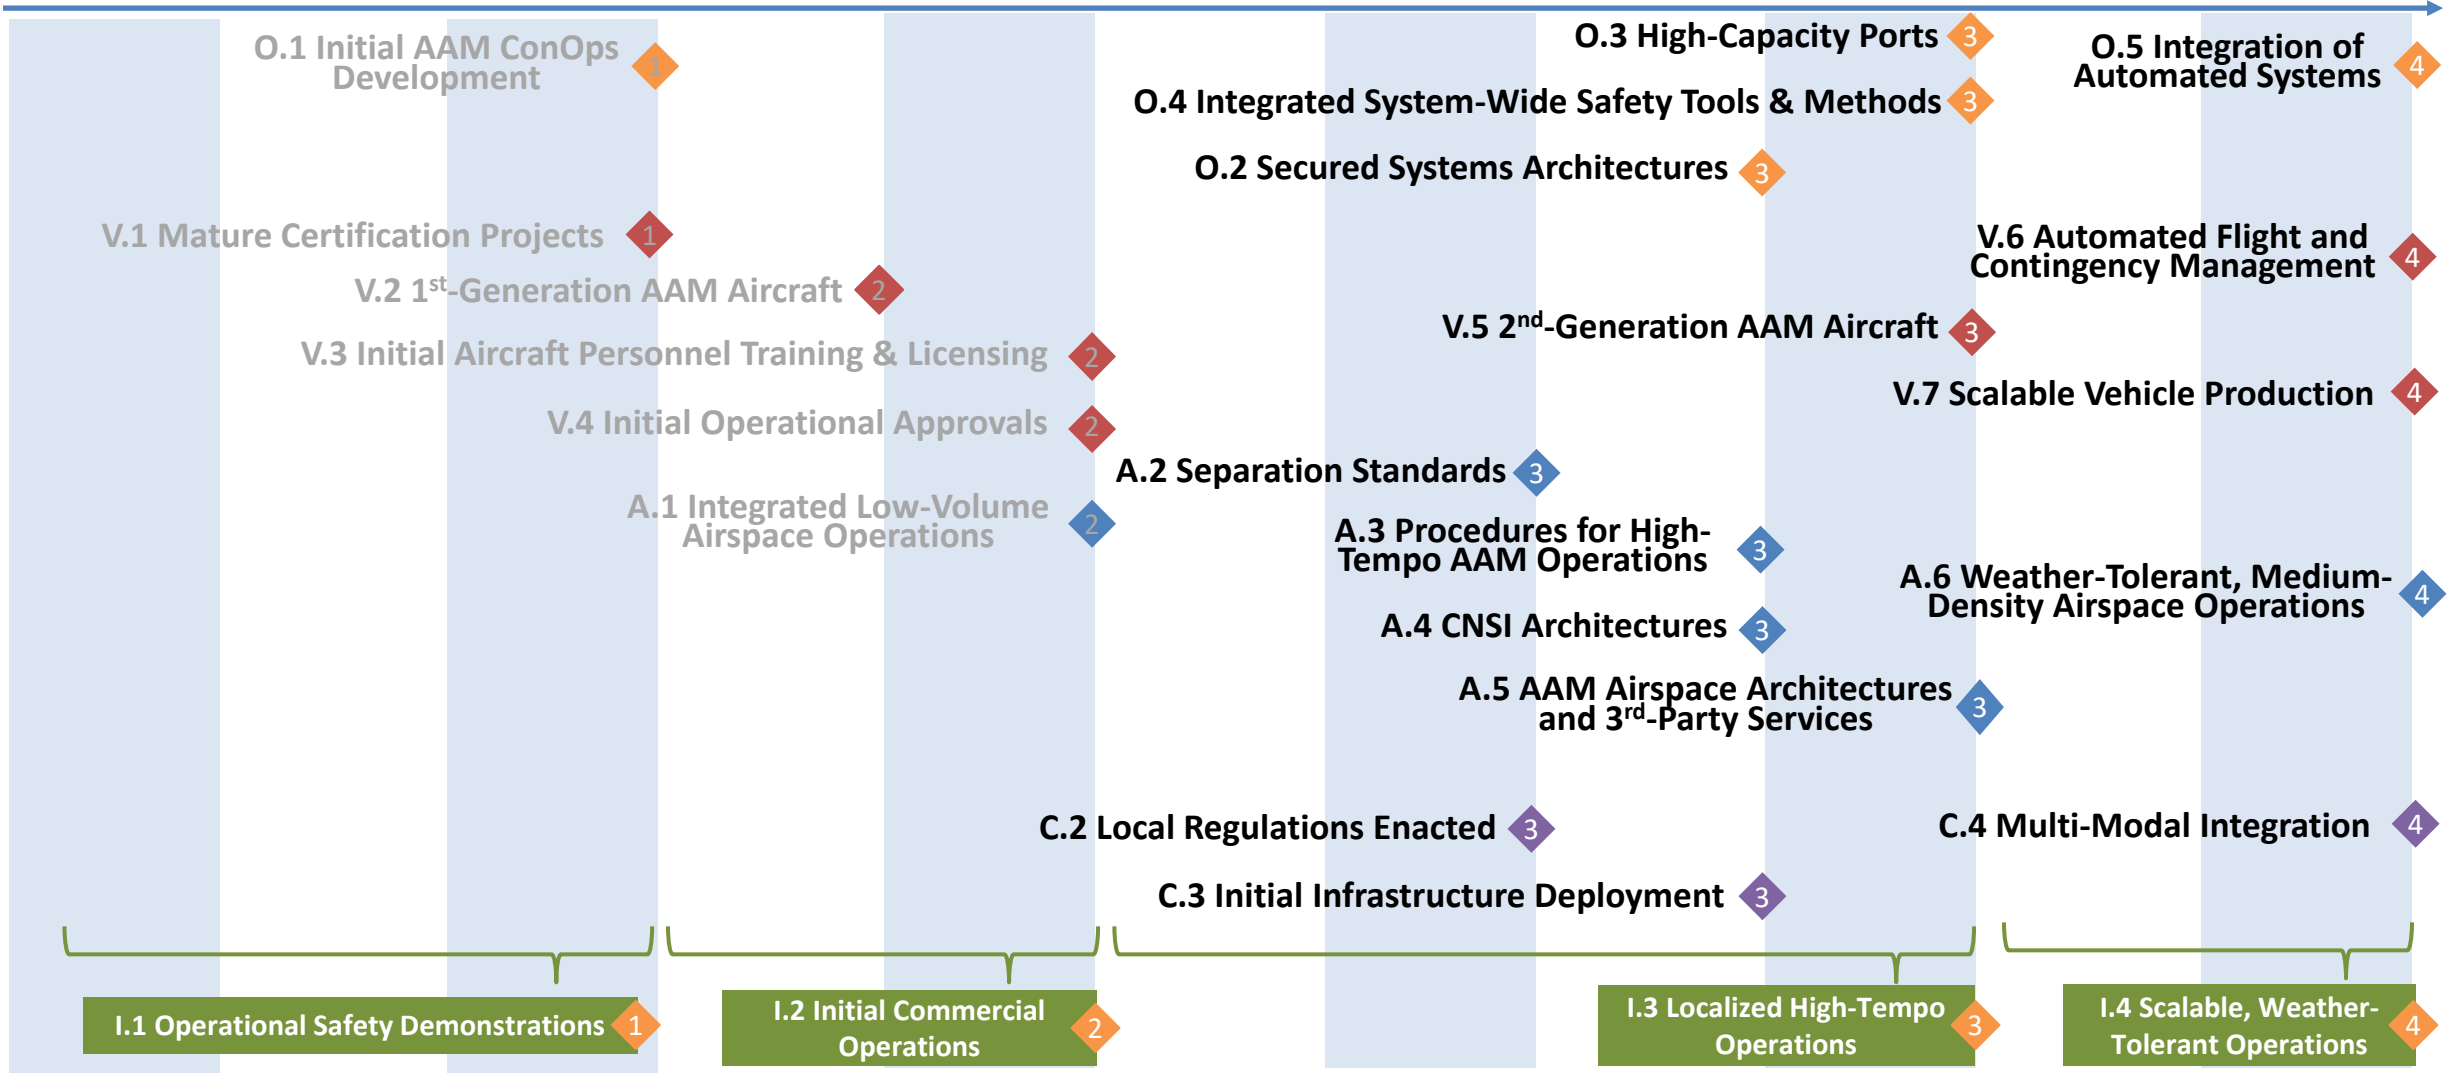 O.1 Initial AAM ConOps
Development
1
O.3 High-Capacity Ports 3
O.5 Integration of
Automated Systems
4
O.4 Integrated System-Wide Safety Tools & Methods 3
O.2 Secured Systems Architectures 3
V.1 Mature Certification Projects 1
V.6 Automated Flight and
Contingency Management
4
V.2 1st-Generation AAM Aircraft 2
V.5 2nd-Generation AAM Aircraft 3
V.3 Initial Aircraft Personnel Training & Licensing 2
V.7 Scalable Vehicle Production 4
V.4 Initial Operational Approvals 2
A.2 Separation Standards 3
A.1 Integrated Low-Volume
Airspace Operations
2
A.3 Procedures for High-
Tempo AAM Operations
3
A.6 Weather-Tolerant, Medium-
Density Airspace Operations
4
A.4 CNSI Architectures 3
A.5 AAM Airspace Architectures
and 3rd-Party Services
3
C.2 Local Regulations Enacted 3
C.4 Multi-Modal Integration 4
C.3 Initial Infrastructure Deployment 3
I.1 Operational Safety Demonstrations 1
I.2 Initial Commercial
Operations
2
I.3 Localized High-Tempo
Operations
3
I.4 Scalable, Weather-
Tolerant Operations
4